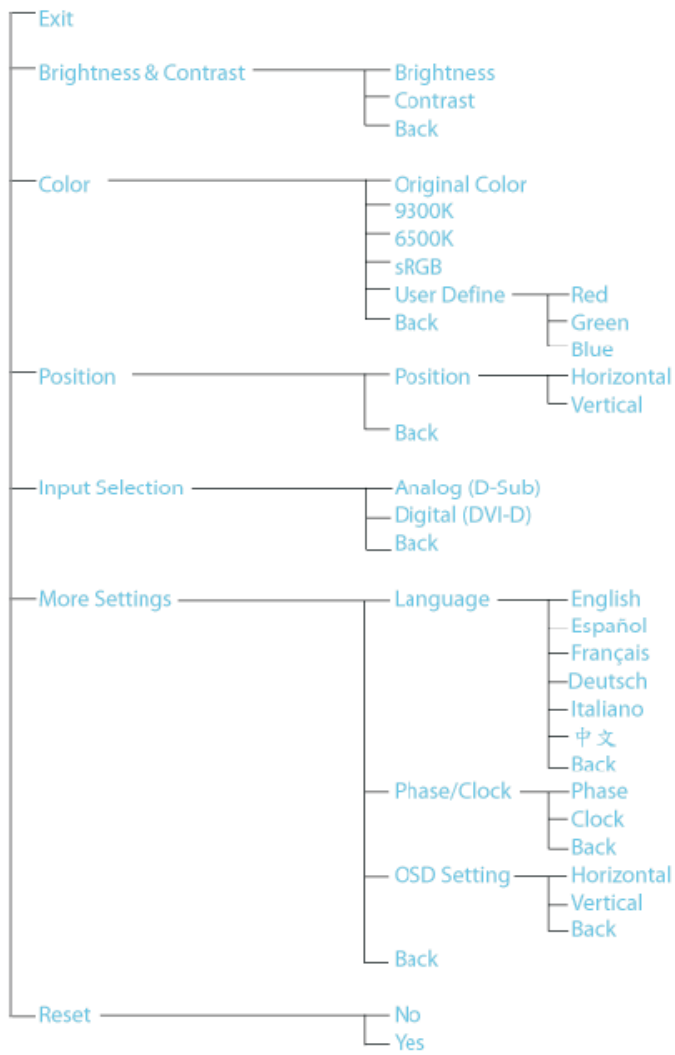 Exit
Brightness & Contrast Brightness
Contrast
Back
Color Original Color
9300K
6500K
sRGB
User Define Red
Back Green
Blue
Position Position Horizontal
Vertical
Back
Input Selection Analog (D-Sub)
Digital (DVI-D)
Back
More Settings Language English
Español
Français
Deutsch
Italiano
中文
Back
Phase/Clock Phase
Clock
Back
OSD Setting Horizontal
Vertical
Back
Back
Reset No
Yes